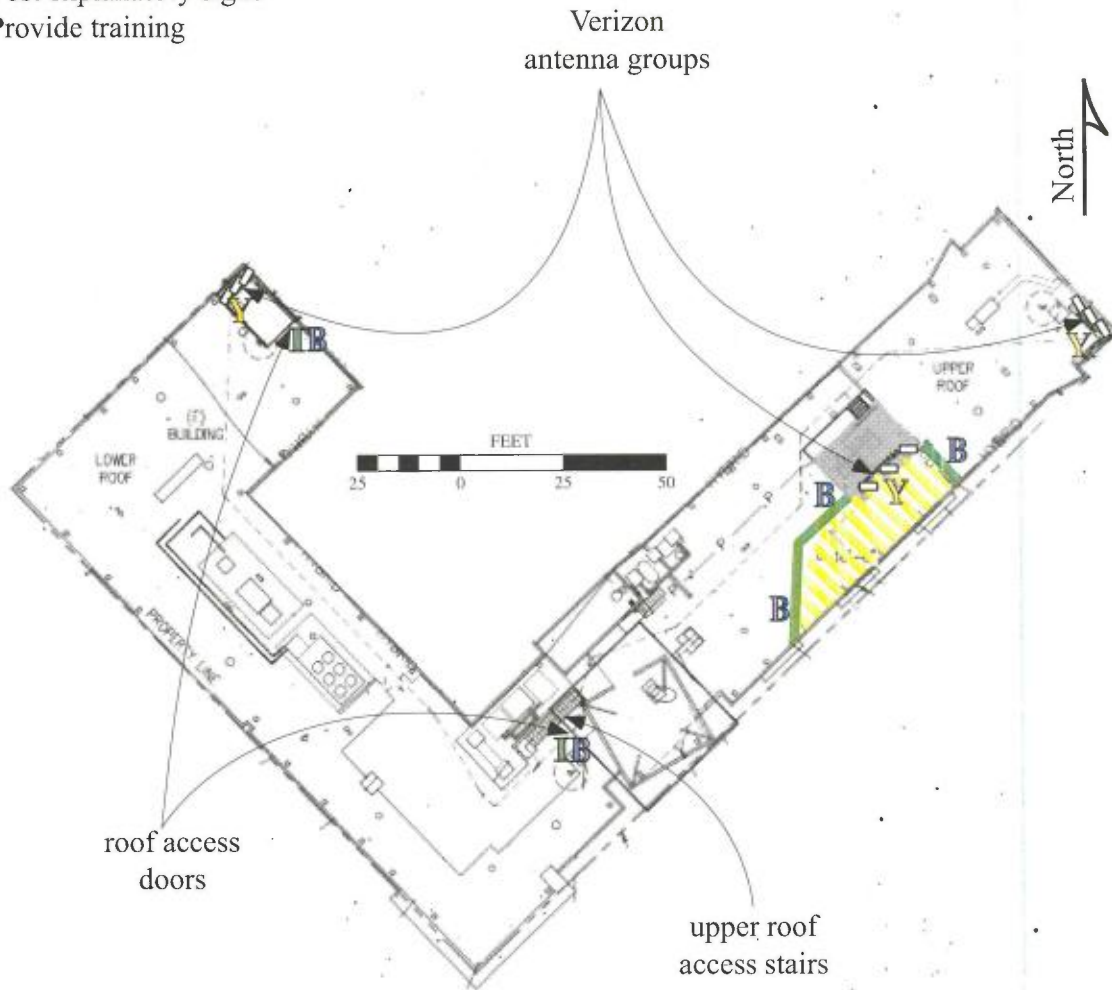 Provide training
Verizon
antenna groups
North
Y
I B
UPPER
ROOF
Y
(E)
BUILDING
LOWER
ROOF
FEET
25 0 25 50
B
B
Y
B
PROPERTY LINE
I B
roof access
doors
upper roof
access stairs